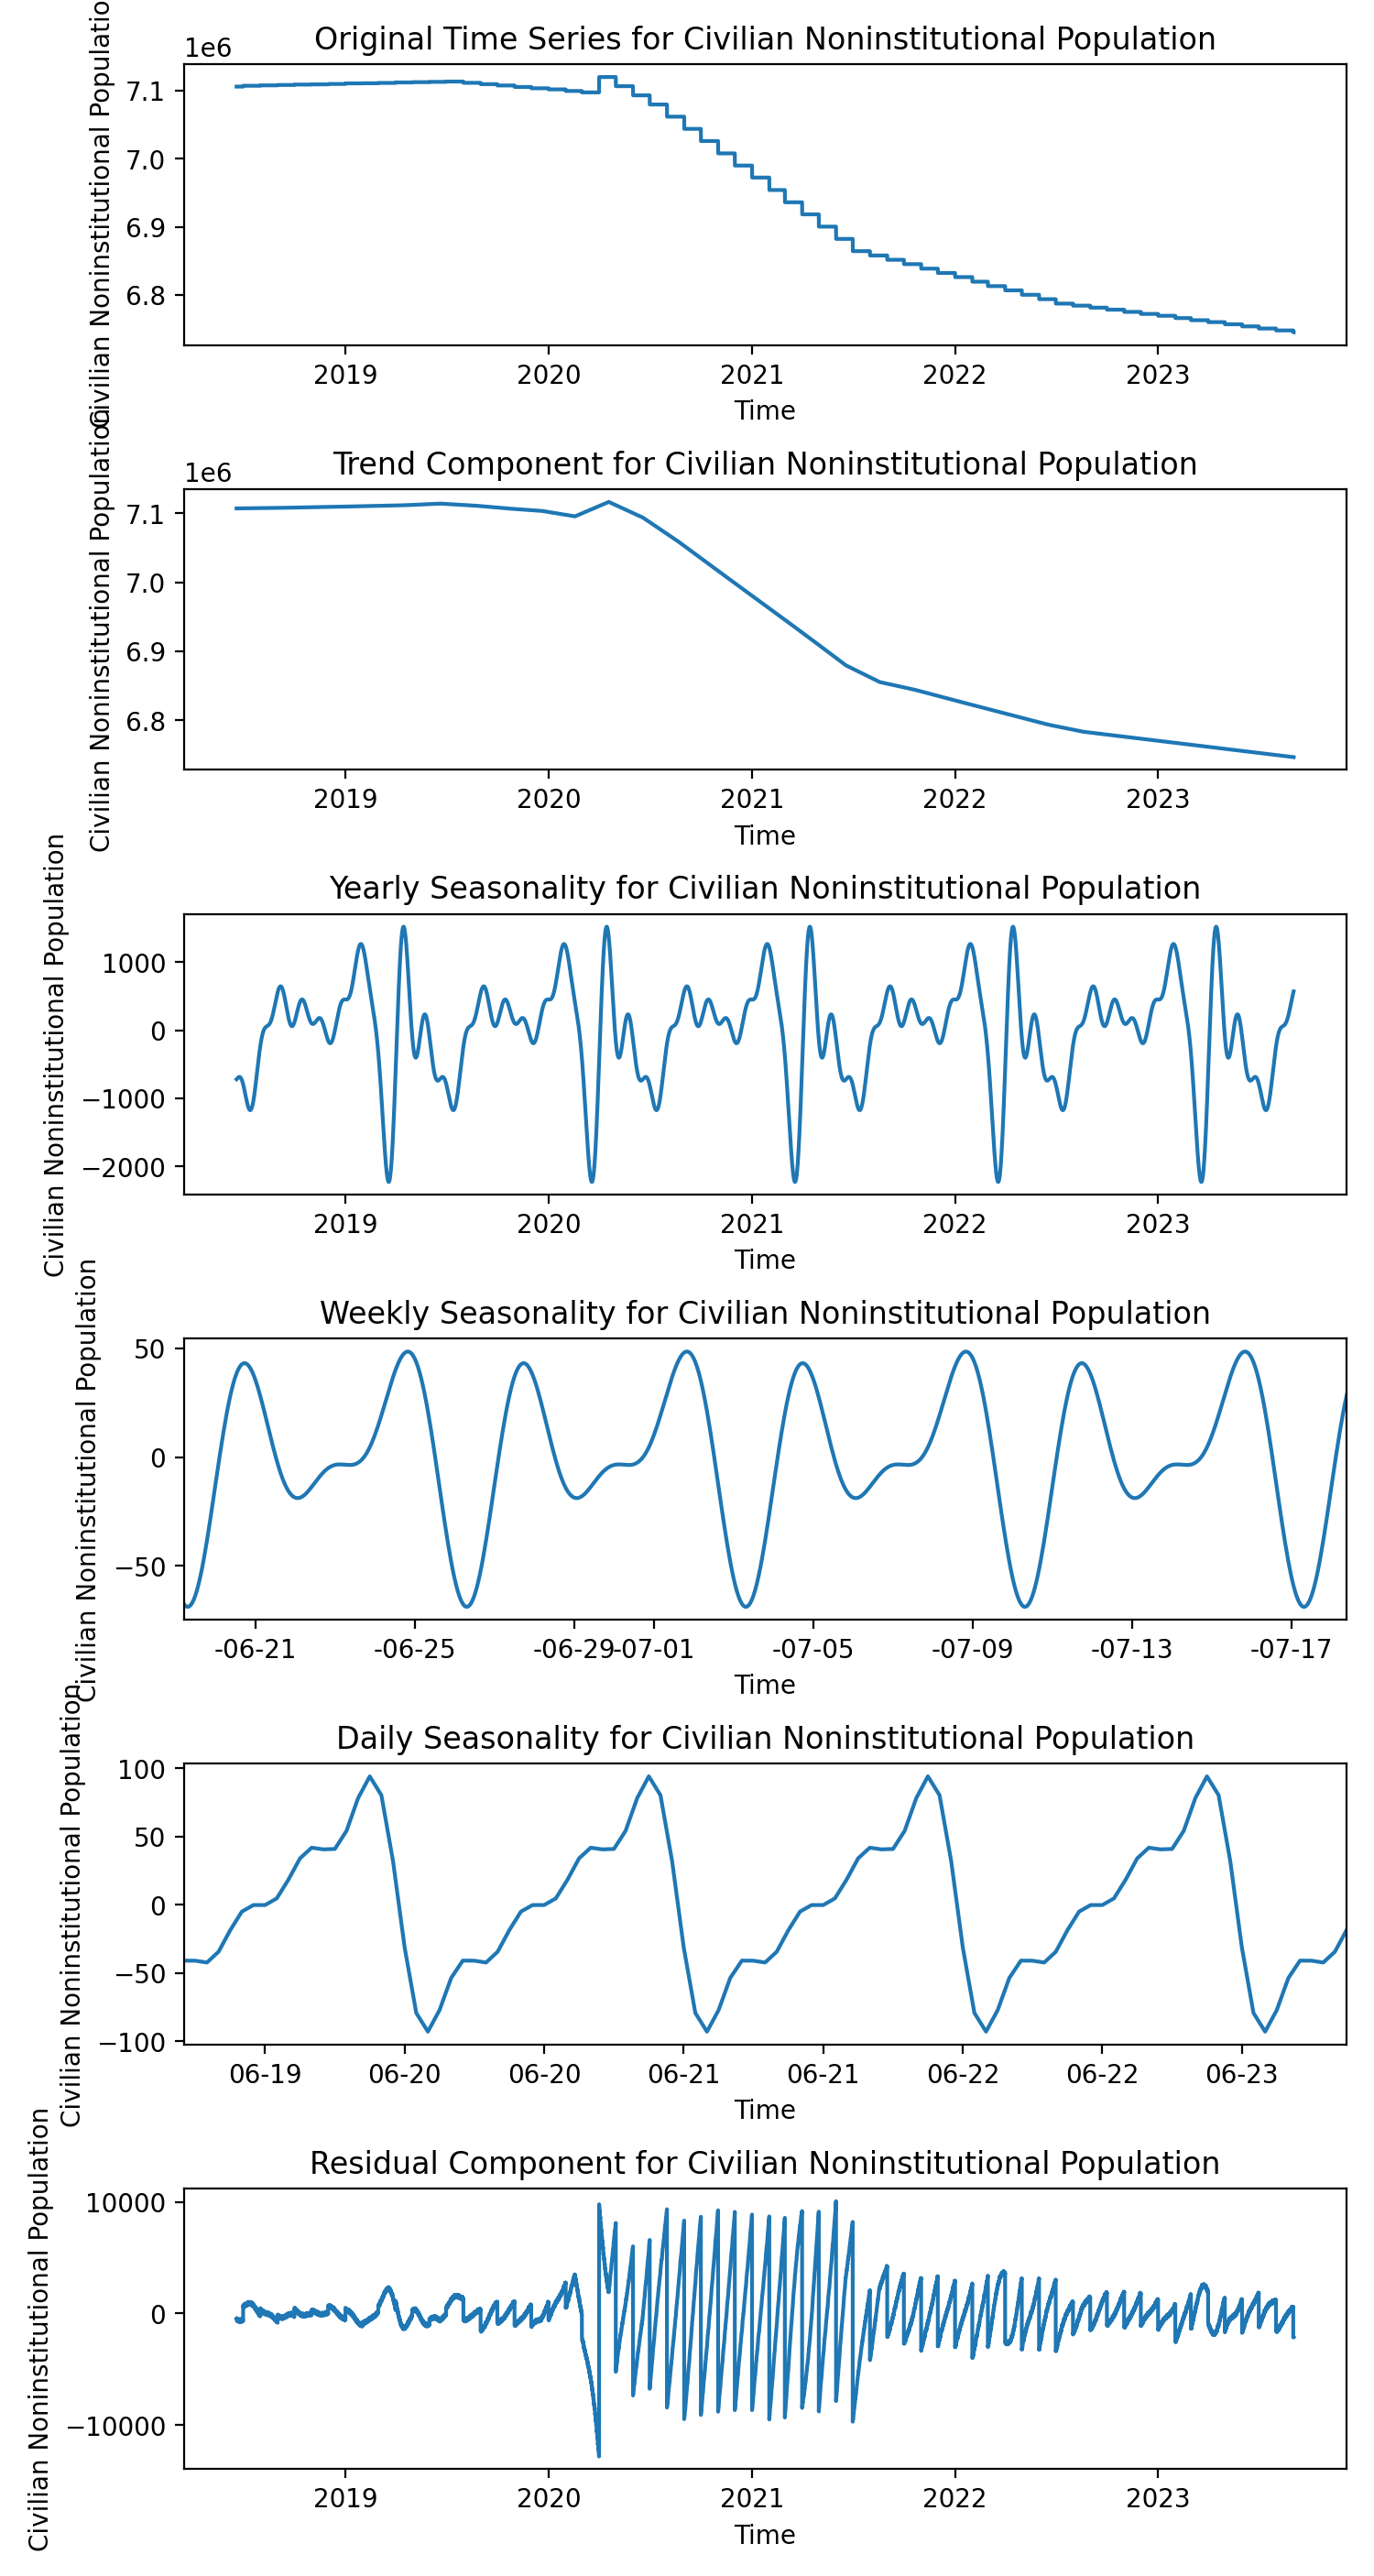 Original Time Series for Civilian Noninstitutional Population
1e6
Civilian Noninstitutional Population
7.1
7.0
6.9
6.8
2019 2020 2021 2022 2023
Time
Trend Component for Civilian Noninstitutional Population
1e6
Civilian Noninstitutional Population
7.1
7.0
6.9
6.8
2019 2020 2021 2022 2023
Time
Yearly Seasonality for Civilian Noninstitutional Population
Civilian Noninstitutional Population
1000
0
−1000
−2000
2019 2020 2021 2022 2023
Time
Weekly Seasonality for Civilian Noninstitutional Population
Civilian Noninstitutional Population
50
0
−50
-06-21 -06-25 -06-29 -07-01 -07-05 -07-09 -07-13 -07-17
Time
Daily Seasonality for Civilian Noninstitutional Population
Civilian Noninstitutional Population
100
50
0
−50
−100
06-19 06-20 06-20 06-21 06-21 06-22 06-22 06-23
Time
Residual Component for Civilian Noninstitutional Population
Civilian Noninstitutional Population
10000
0
−10000
2019 2020 2021 2022 2023
Time